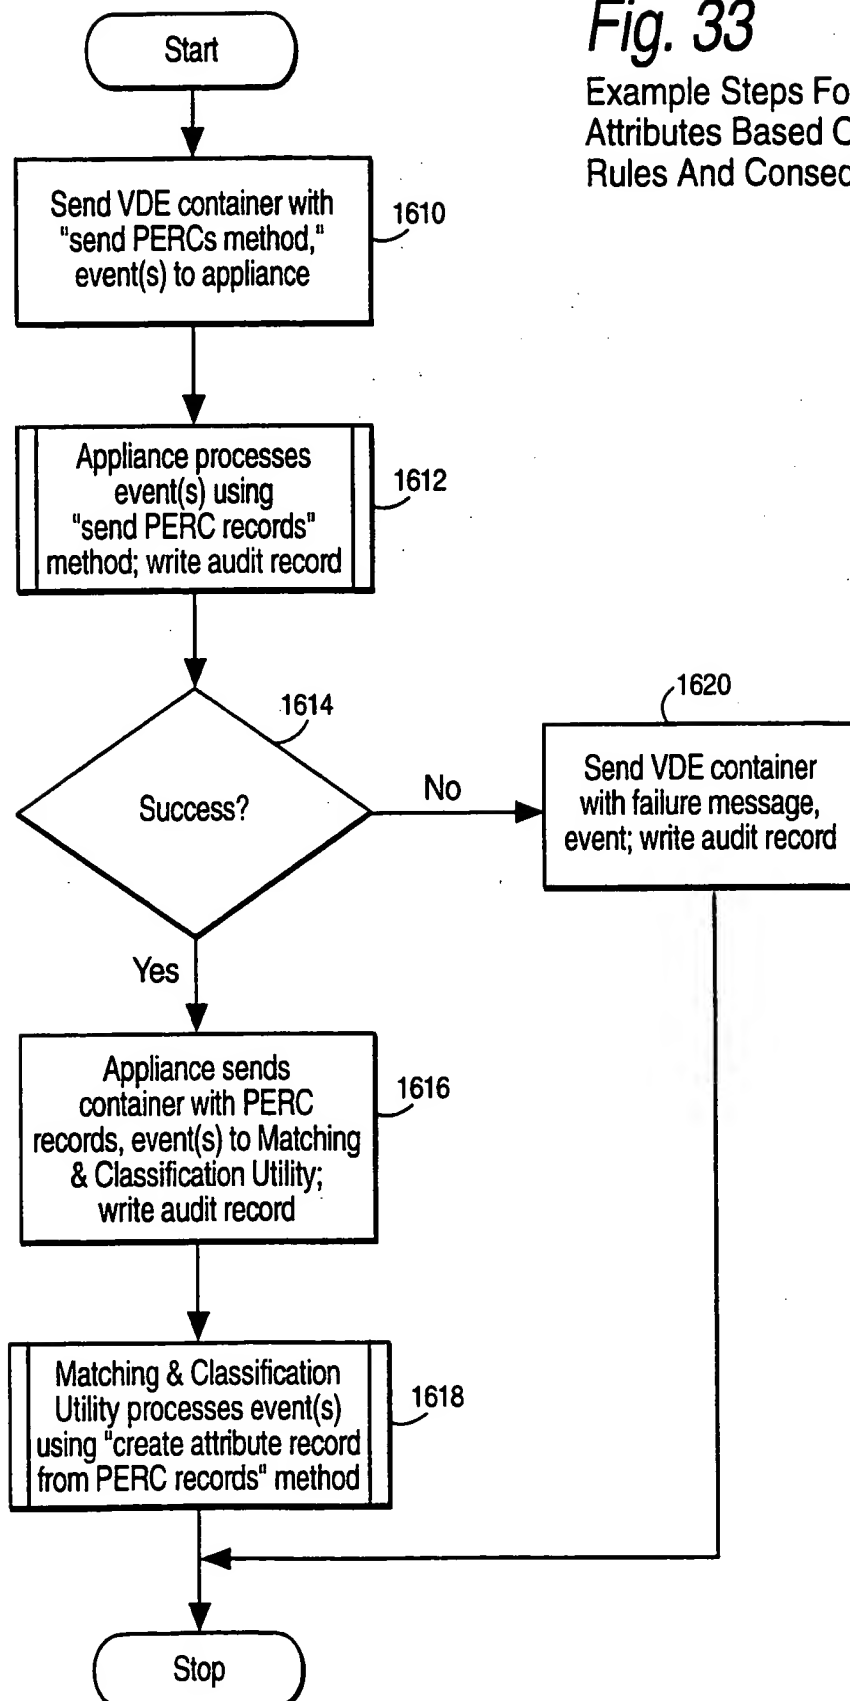 Fig. 33
Example Steps Fo
Attributes Based O
Rules And Conseq
Start
Send VDE container with
"send PERCs method,"
event(s) to appliance
1610
Appliance processes
event(s) using
"send PERC records"
method; write audit record
1612
Success?
1614
No
Send VDE container
with failure message,
event; write audit record
1620
Yes
Appliance sends
container with PERC
records, event(s) to Matching
& Classification Utility;
write audit record
1616
Matching & Classification
Utility processes event(s)
using "create attribute record
from PERC records" method
1618
Stop